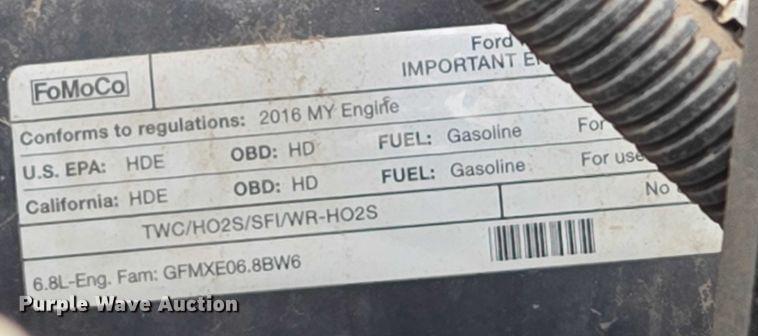 FoMoCo
Ford
IMPORTANT
Conforms to regulations: 2016 MY Engine
U.S. EPA: HDE OBD: HD FUEL: Gasoline For
California: HDE OBD: HD FUEL: Gasoline For use
TWC/HO2S/SFI/WR-HO2S No
6.8L-Eng. Fam: GFMXE06.8BW6
Purple Wave Auction